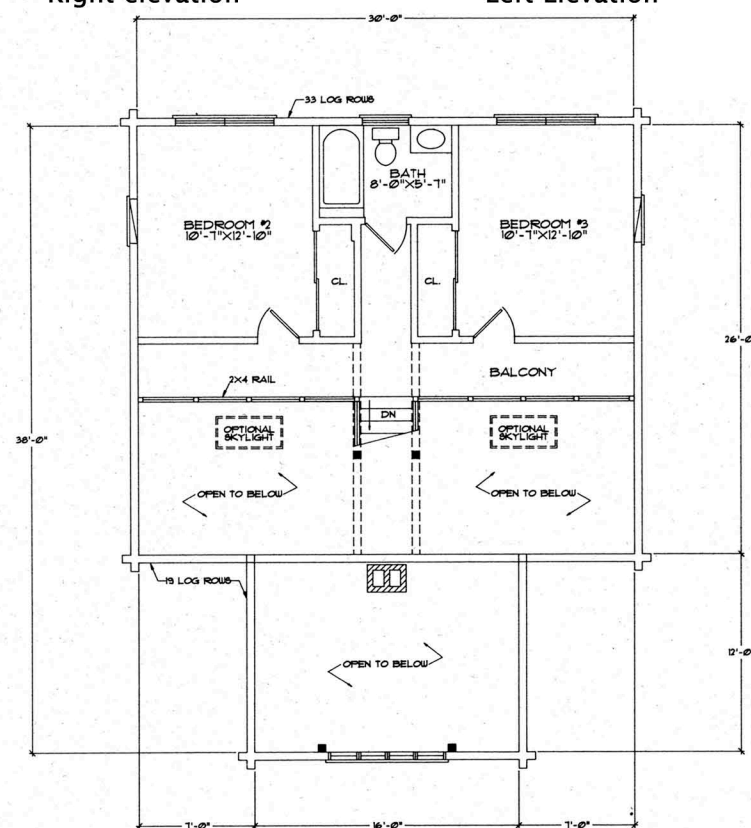 Right elevation
Left Elevation
30'-0"
33 LOG ROWS
BATH
8'-0"X5'-7"
BEDROOM #2
10'-7"X12'-10"
BEDROOM #3
10'-7"X12'-10"
CL.
CL.
26'-0
2X4 RAIL
BALCONY
DN
OPTIONAL
SKYLIGHT
OPTIONAL
SKYLIGHT
38'-0"
OPEN TO BELOW
OPEN TO BELOW
19 LOG ROWS
OPEN TO BELOW
12'-0
7'-0"
16'-0"
7'-0"